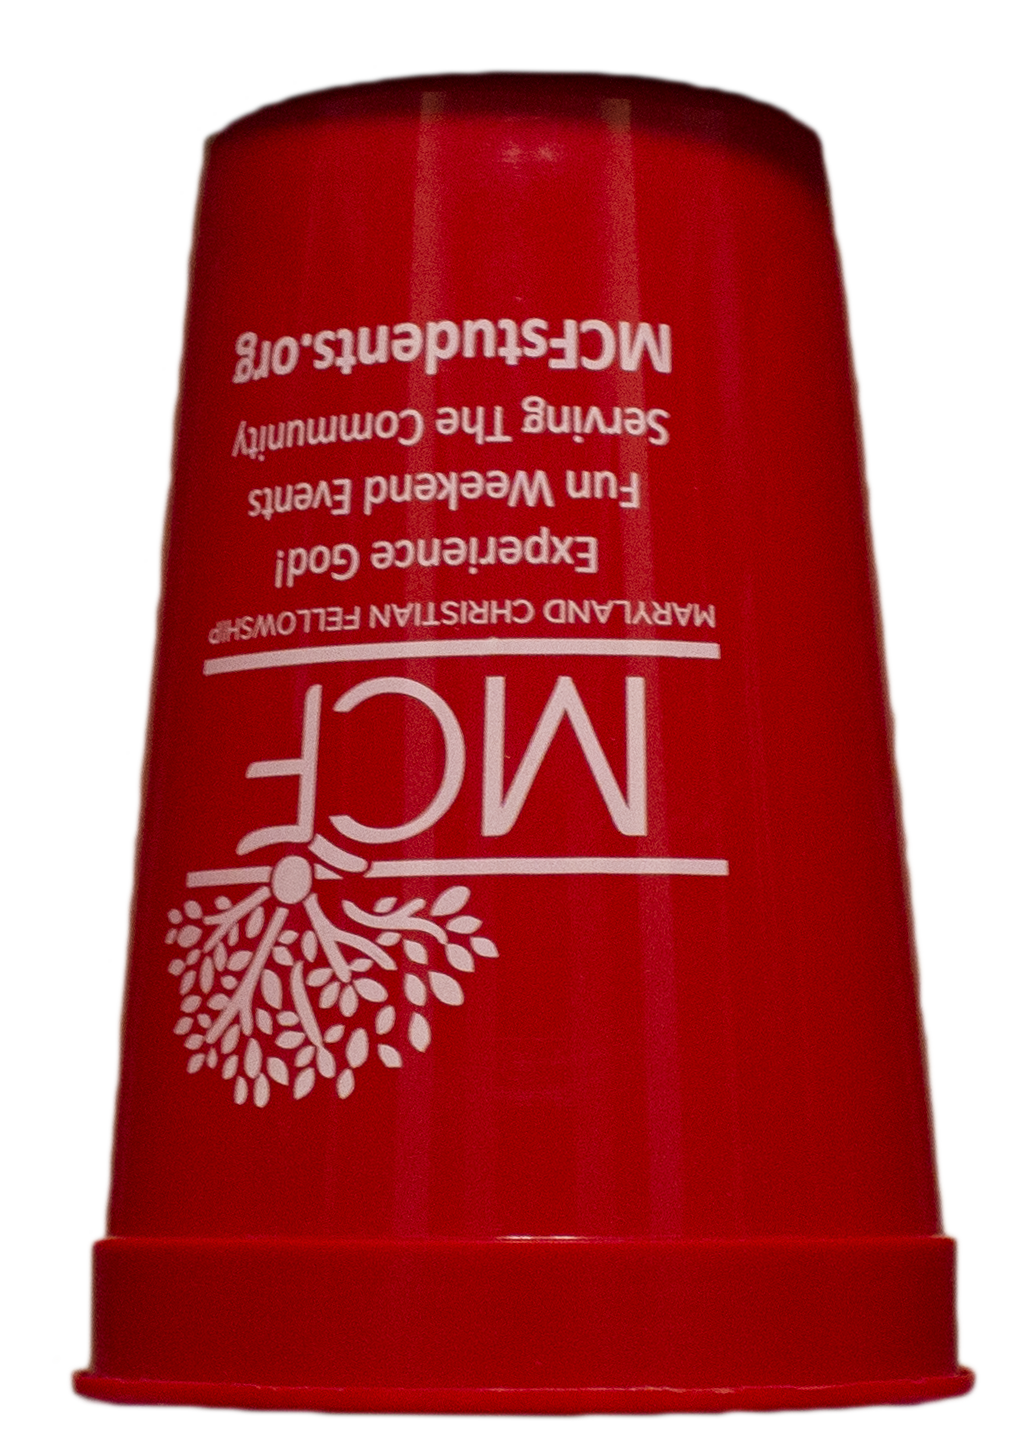 MCF
MARYLAND CHRISTIAN FELLOWSHIP
Experience God!
Fun Weekend Events
Serving The Community
MCFstudents.org